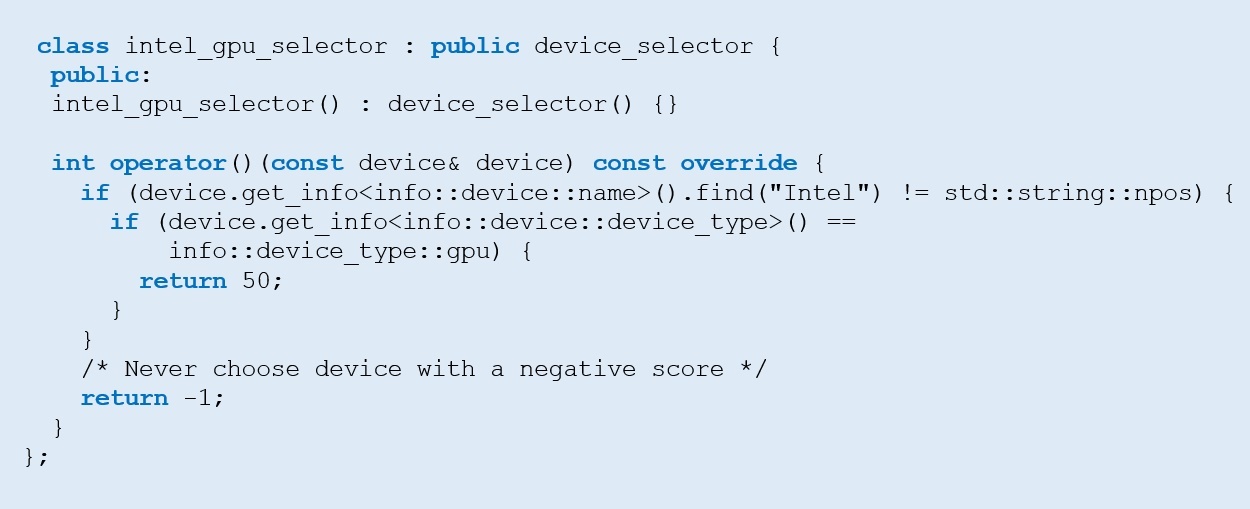 class intel_gpu_selector : public device_selector {
public:
intel_gpu_selector() : device_selector() {}
int operator()(const device& device) const override {
if (device.get_info<info::device::name>().find("Intel") != std::string::npos) {
if (device.get_info<info::device::device_type>() ==
info::device_type::gpu) {
return 50;
}
}
/* Never choose device with a negative score */
return -1;
}
};